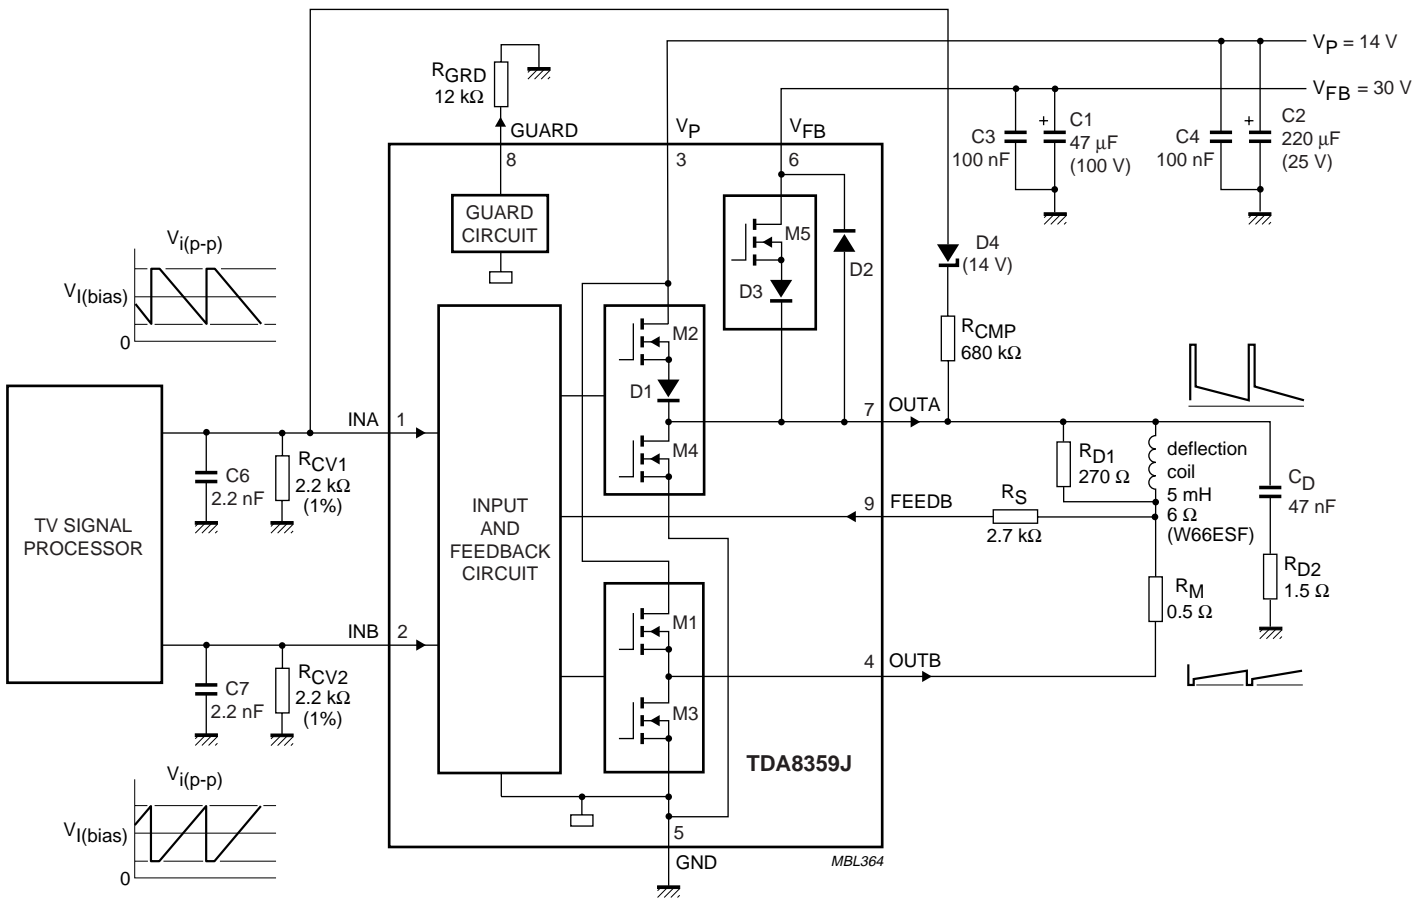 VP = 14 V
RGRD
12 kΩ
VFB = 30 V
GUARD
VP
VFB
C3
100 nF
+
C1
47 μF
(100 V)
C4
100 nF
+
C2
220 μF
(25 V)
8
3
6
GUARD
CIRCUIT
M5
D3
D2
D4
(14 V)
Vi(p-p)
VI(bias)
0
M2
D1
M4
RCMP
680 kΩ
7
OUTA
INA
1
TV SIGNAL
PROCESSOR
C6
2.2 nF
RCV1
2.2 kΩ
(1%)
INPUT
AND
FEEDBACK
CIRCUIT
9
FEEDB
RS
2.7 kΩ
RD1
270 Ω
deflection
coil
5 mH
6 Ω
(W66ESF)
CD
47 nF
RM
0.5 Ω
RD2
1.5 Ω
INB
2
M1
M3
4
OUTB
C7
2.2 nF
RCV2
2.2 kΩ
(1%)
TDA8359J
Vi(p-p)
VI(bias)
0
5
GND
MBL364